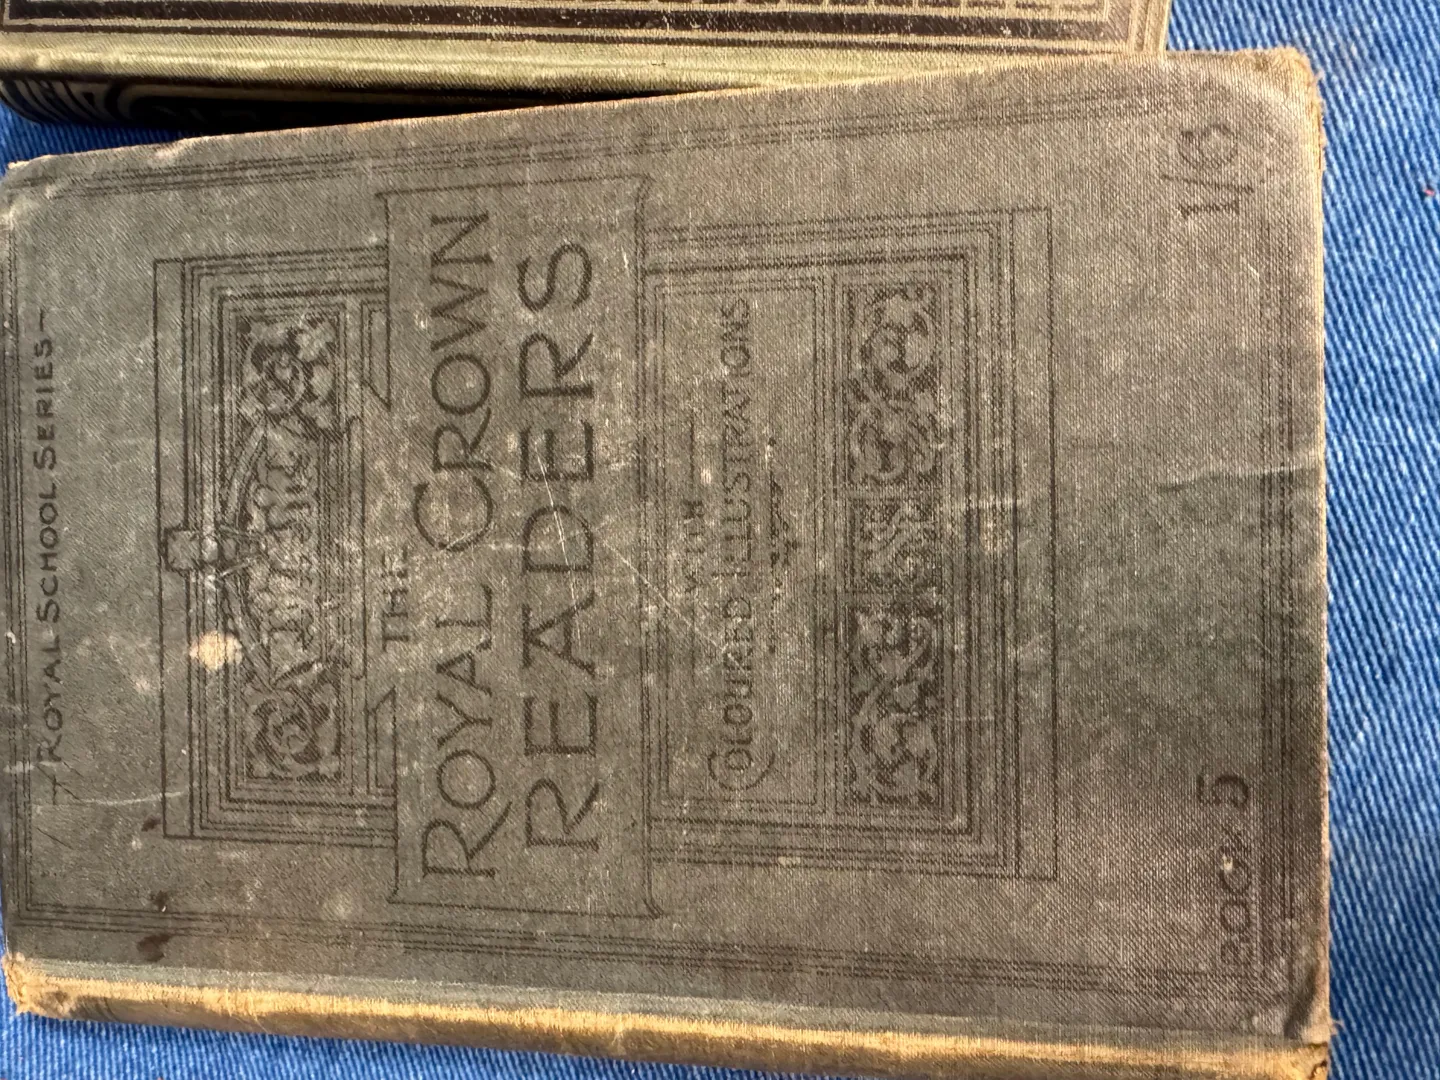 ROYAL SCHOOL SERIES
THE
ROYAL CROWN
READERS
WITH
COLOURED ILLUSTRATIONS
BOOK 5
1/6